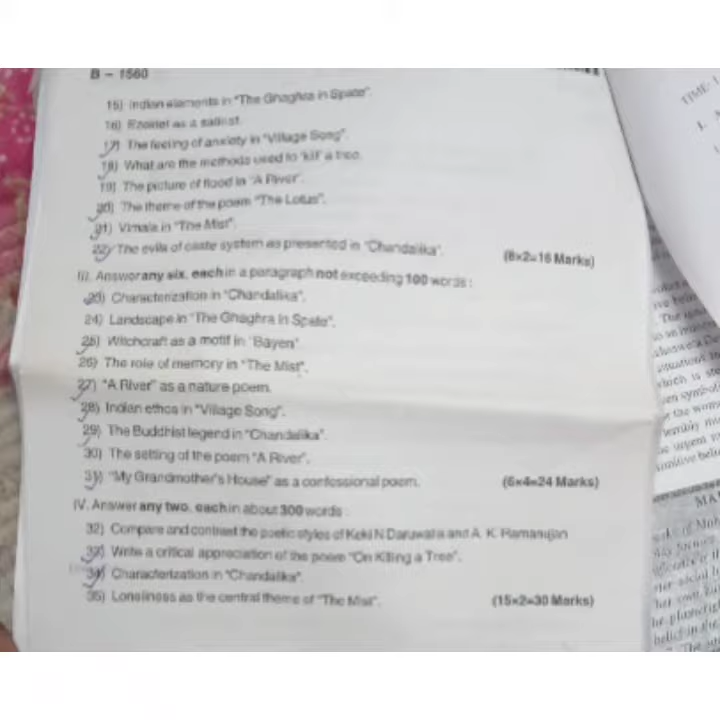 B – 1560
15) Indian elements in "The Ghaghra in Spate".
16) Ezekiel as a satirist.
17) The feeling of anxiety in "Village Song".
18) What are the methods used to 'kill' a tree.
19) The picture of flood in "A River".
20) The theme of the poem "The Lotus".
21) Vimala in "The Mist".
22) The evils of caste system as presented in "Chandalika".
(8×2=16 Marks)
III. Answer any six, each in a paragraph not exceeding 100 words :
23) Characterization in "Chandalika".
24) Landscape in "The Ghaghra in Spate".
25) Witchcraft as a motif in 'Bayen'
26) The role of memory in "The Mist".
27) "A River" as a nature poem.
28) Indian ethos in "Village Song".
29) The Buddhist legend in "Chandalika".
30) The setting of the poem "A River".
31) "My Grandmother's House" as a confessional poem.
(6×4=24 Marks)
IV. Answer any two, each in about 300 words :
32) Compare and contrast the poetic styles of Keki N Daruwalla and A. K. Ramanujan
33) Write a critical appreciation of the poem "On Killing a Tree".
34) Characterization in "Chandalika".
35) Loneliness as the central theme of "The Mist".
(15×2=30 Marks)
TIME: 1